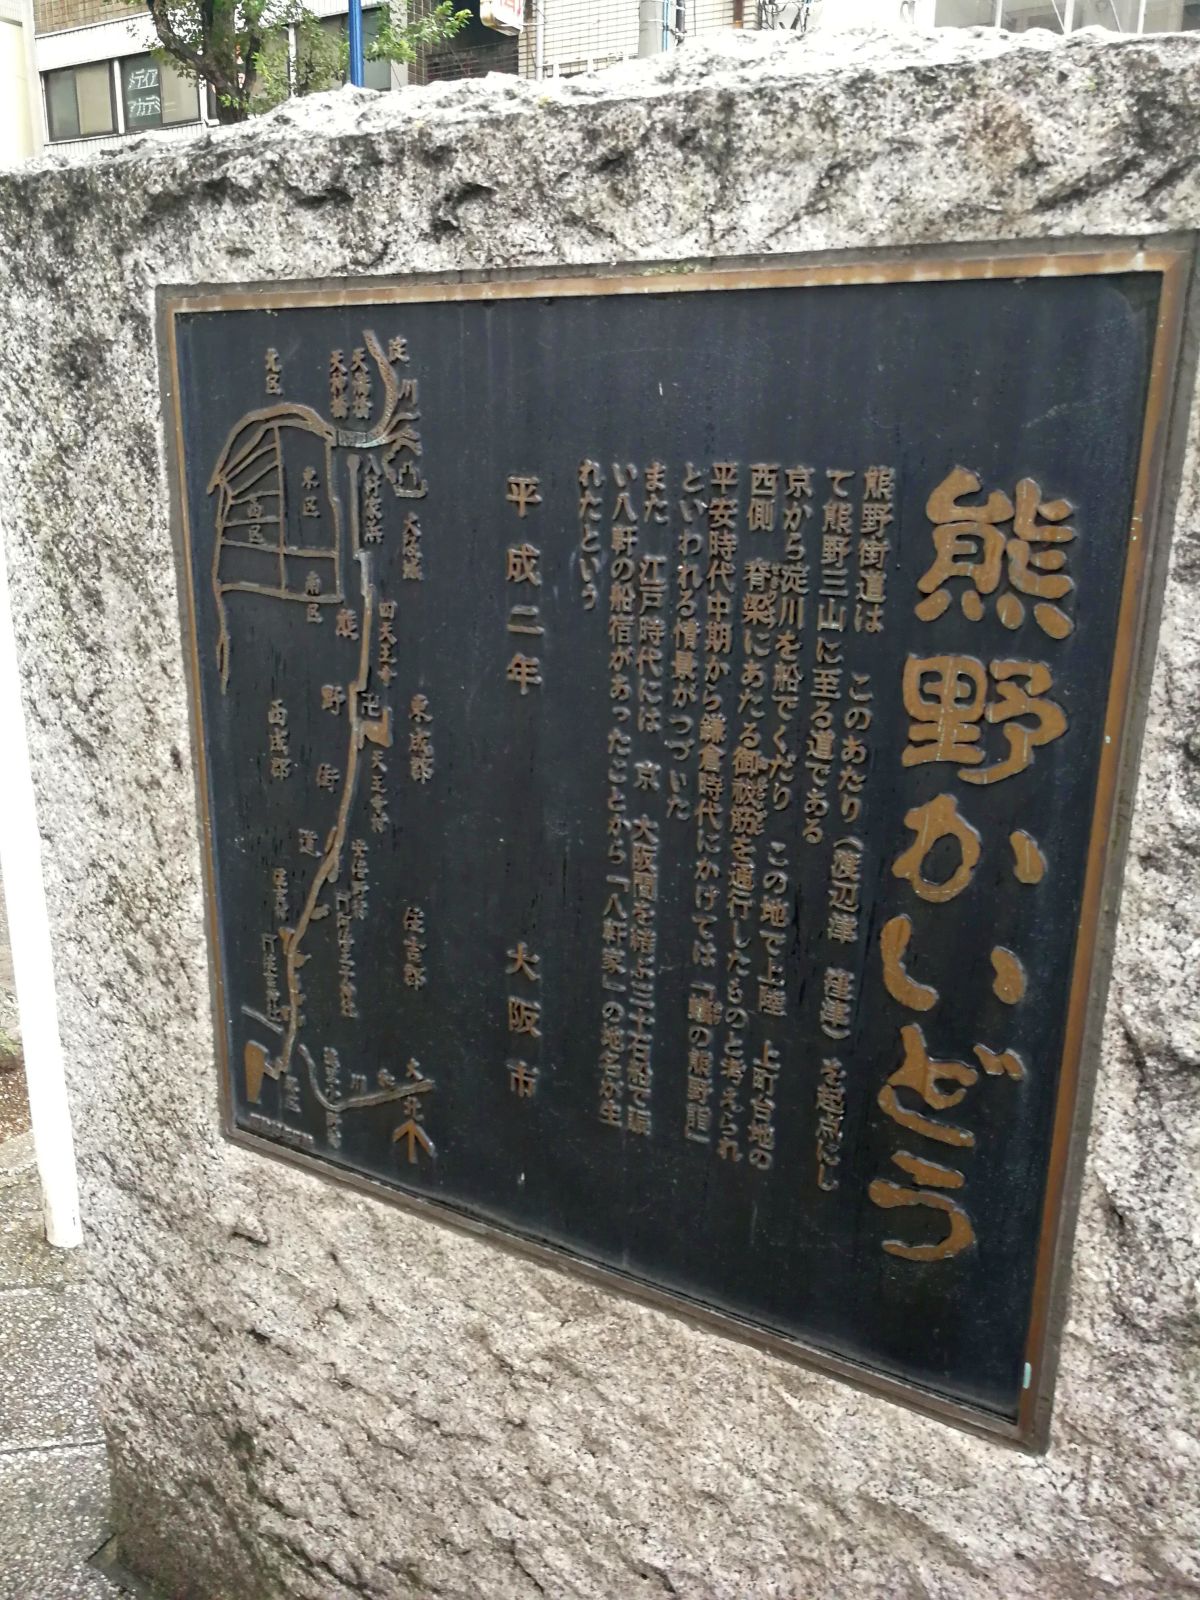 熊野かいどう
熊野街道は このあたり(渡辺津 窪津)を起点にし
て熊野三山に至る道である
京から淀川を船でくだり この地で上陸 上町台地の
西側 脊梁にあたる御祓筋を通行したものと考えられ
平安時代中期から鎌倉時代にかけては「蟻の熊野詣」
といわれる情景がつづいた
また 江戸時代には 京 大阪間を結ぶ三十石船で賑
い八軒の船宿があったことから「八軒家」の地名が生
れたという
平成二年 大阪市
淀川
天満橋
天神橋
北区
八軒家浜
大阪城
東区
西区
南区
四天王寺
熊野街道
東成郡
西成郡
天王寺村
住吉郡
大和川
北
ミディア
アカデミー